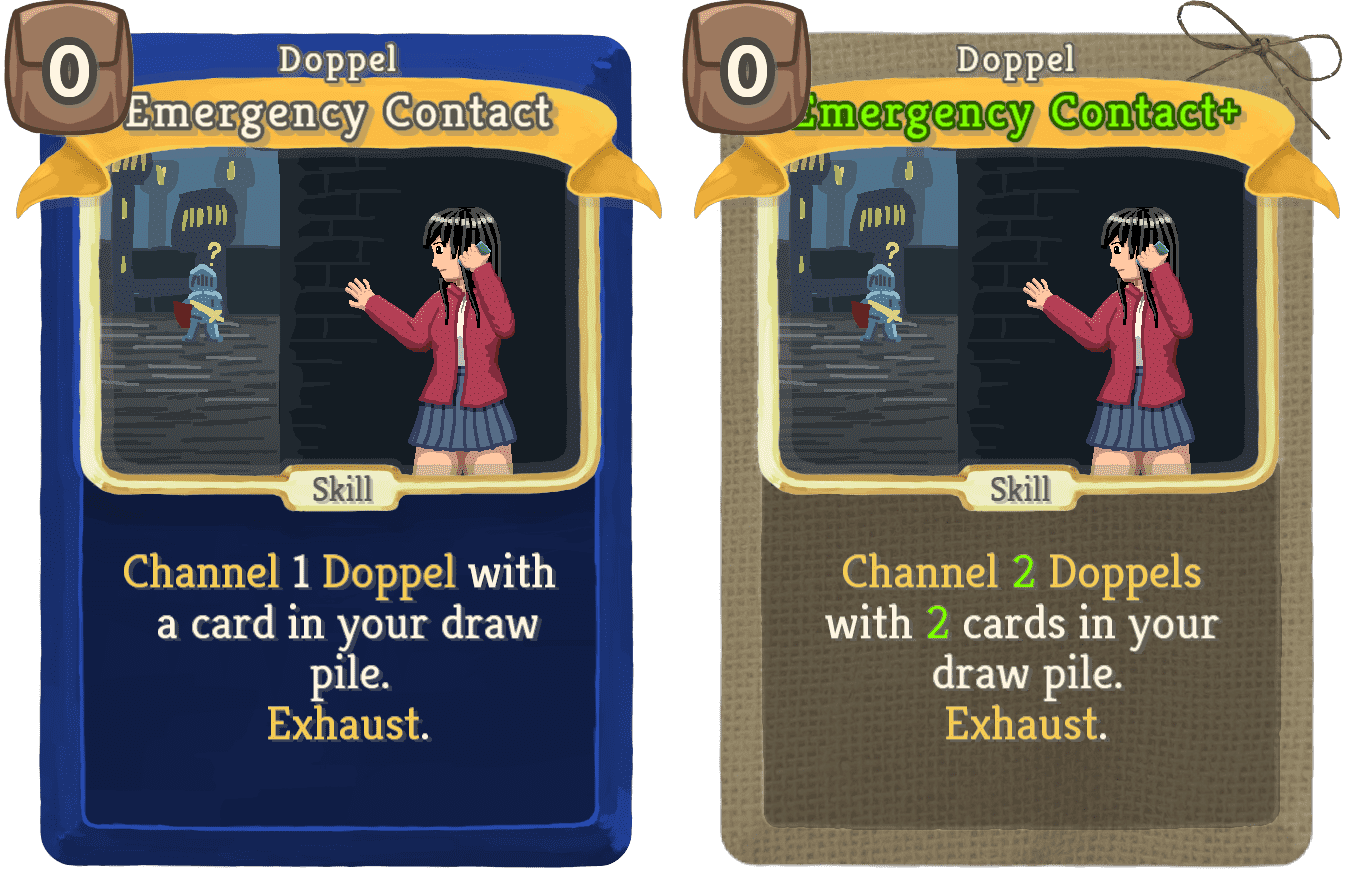 0
Doppel
Emergency Contact
?
Skill
Channel 1 Doppel with
a card in your draw
pile.
Exhaust.
0
Doppel
Emergency Contact+
?
Skill
Channel 2 Doppels
with 2 cards in your
draw pile.
Exhaust.